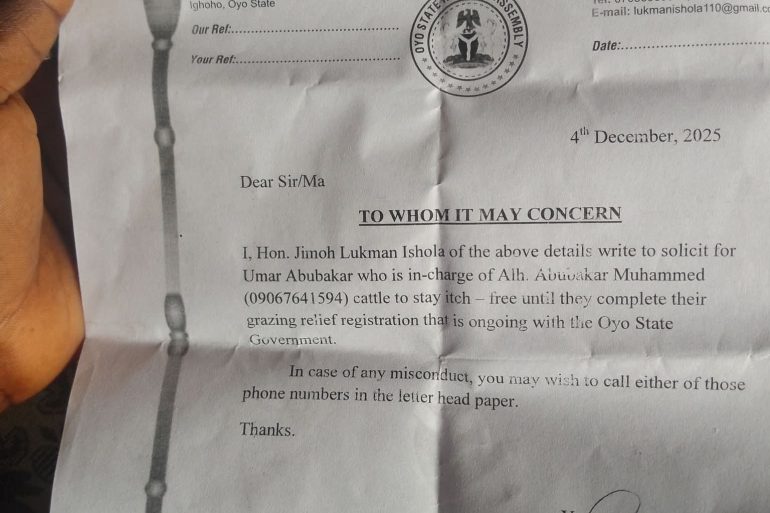 Igboho, Oyo State
E-mail: lukmanishola110@gmail.co
Our Ref:
Your Ref:
Date:
OYO STATE ASSEMBLY
4th December, 2025
Dear Sir/Ma
TO WHOM IT MAY CONCERN
I, Hon. Jimoh Lukman Ishola of the above details write to solicit for
Umar Abubakar who is in-charge of Alh. Abubakar Muhammed
(09067641594) cattle to stay itch – free until they complete their
grazing relief registration that is ongoing with the Oyo State
Government.
In case of any misconduct, you may wish to call either of those
phone numbers in the letter head paper.
Thanks.